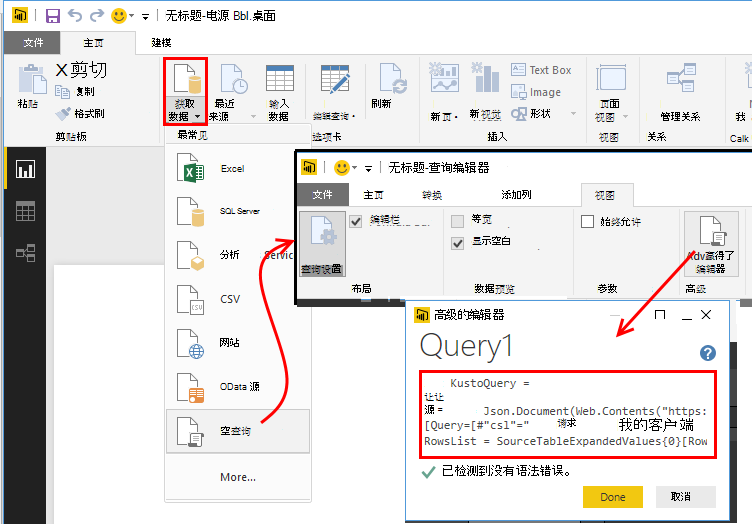 无标题-电源 Bbl.桌面
文件 主页 建模
X 剪切
复制
粘贴
格式刷
剪贴板
获取
数据
最近
来源
输入
数据
编辑查询
选项卡
刷新
新页
新视觉
Text Box
Image
形状
插入
页面
视图
视图
管理关系
关系
我
Calk
最常见
Excel
SQL Server
分析 Servic
CSV
网站
OData 源
空查询
More...
无标题-查询编辑器
文件 主页 转换 添加列 视图
查询设置
编辑栏
布局
等宽
显示空白
数据预览
始终允许
参数
Adv赢得了
编辑器
高级
高级的编辑器
Query1
KustoQuery =
让让
源 = Json.Document(Web.Contents("https:
[Query=[#"csl"=" 请求 我的客户端
RowsList = SourceTableExpandedValues{0}[Row
已检测到没有语法错误。
Done 取消